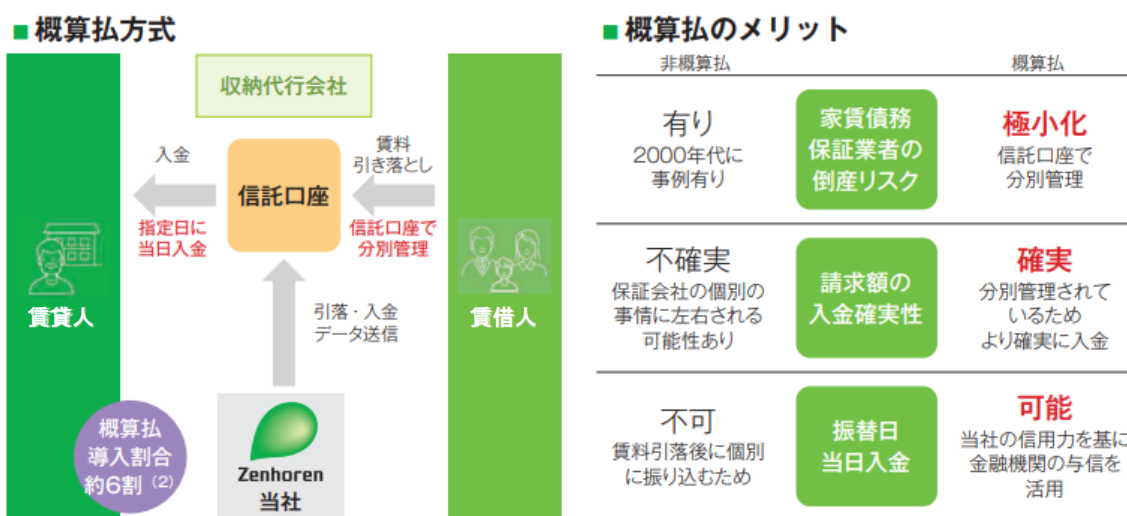 ■概算払方式
収納代行会社
入金
賃料
引き落とし
信託口座
指定日に
当日入金
信託口座で
分別管理
賃貸人
引落・入金
データ送信
賃借人
概算払
導入割合
約6割 (2)
Zenhoren
当社
■概算払のメリット
非概算払
概算払
有り
2000年代に
事例有り
家賃債務
保証業者の
倒産リスク
極小化
信託口座で
分別管理
不確実
保証会社の個別の
事情に左右される
可能性あり
請求額の
入金確実性
確実
分別管理されて
いるため
より確実に入金
不可
賃料引落後に個別
に振り込むため
振替日
当日入金
可能
当社の信用力を基に
金融機関の与信を
活用